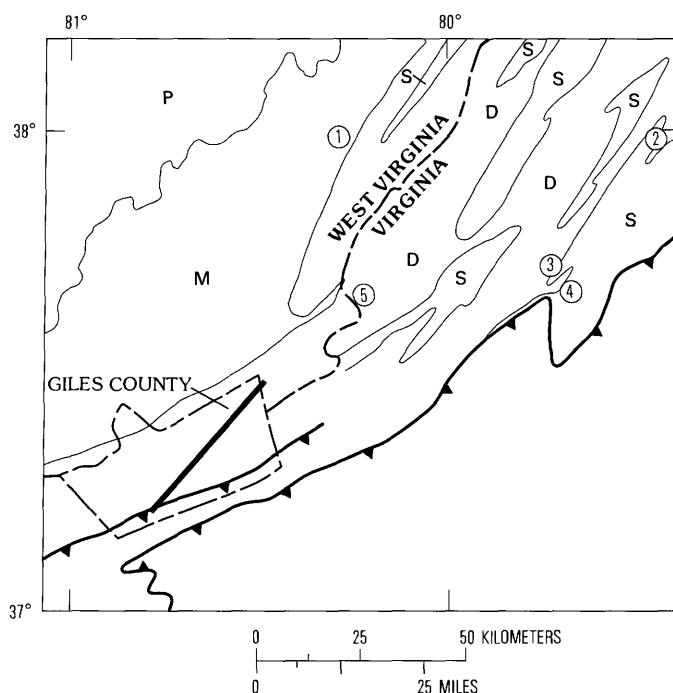 81° 80°
P S S S
38° 1 D S 2
WEST VIRGINIA
VIRGINIA
D S
M D S 3
5 4
GILES COUNTY
37°
0 25 50 KILOMETERS
0 25 MILES